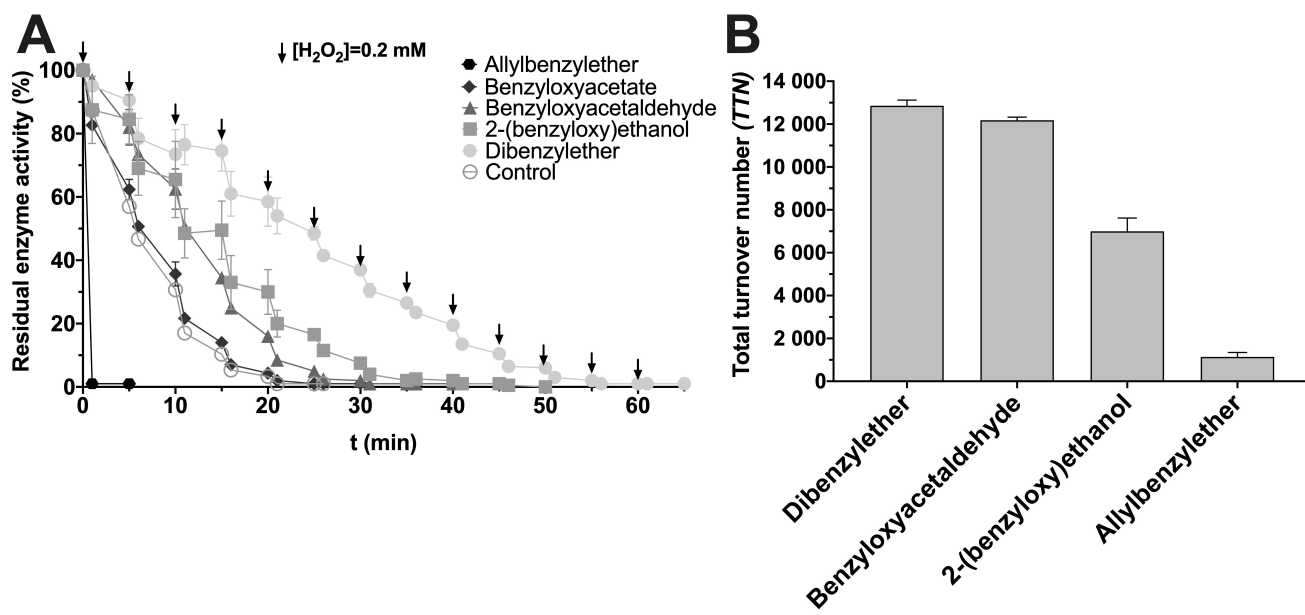 A
[H₂O₂]=0.2 mM
Allylbenzylether
Benzyloxyacetate
Benzyloxyacetaldehyde
2-(benzyloxy)ethanol
Dibenzylether
Control
Residual enzyme activity (%)
100
80
60
40
20
0
0 10 20 30 40 50 60
t (min)
B
Total turnover number (TTN)
14 000
12 000
10 000
8 000
6 000
4 000
2 000
0
Dibenzylether
Benzyloxyacetaldehyde
2-(benzyloxy)ethanol
Allylbenzylether